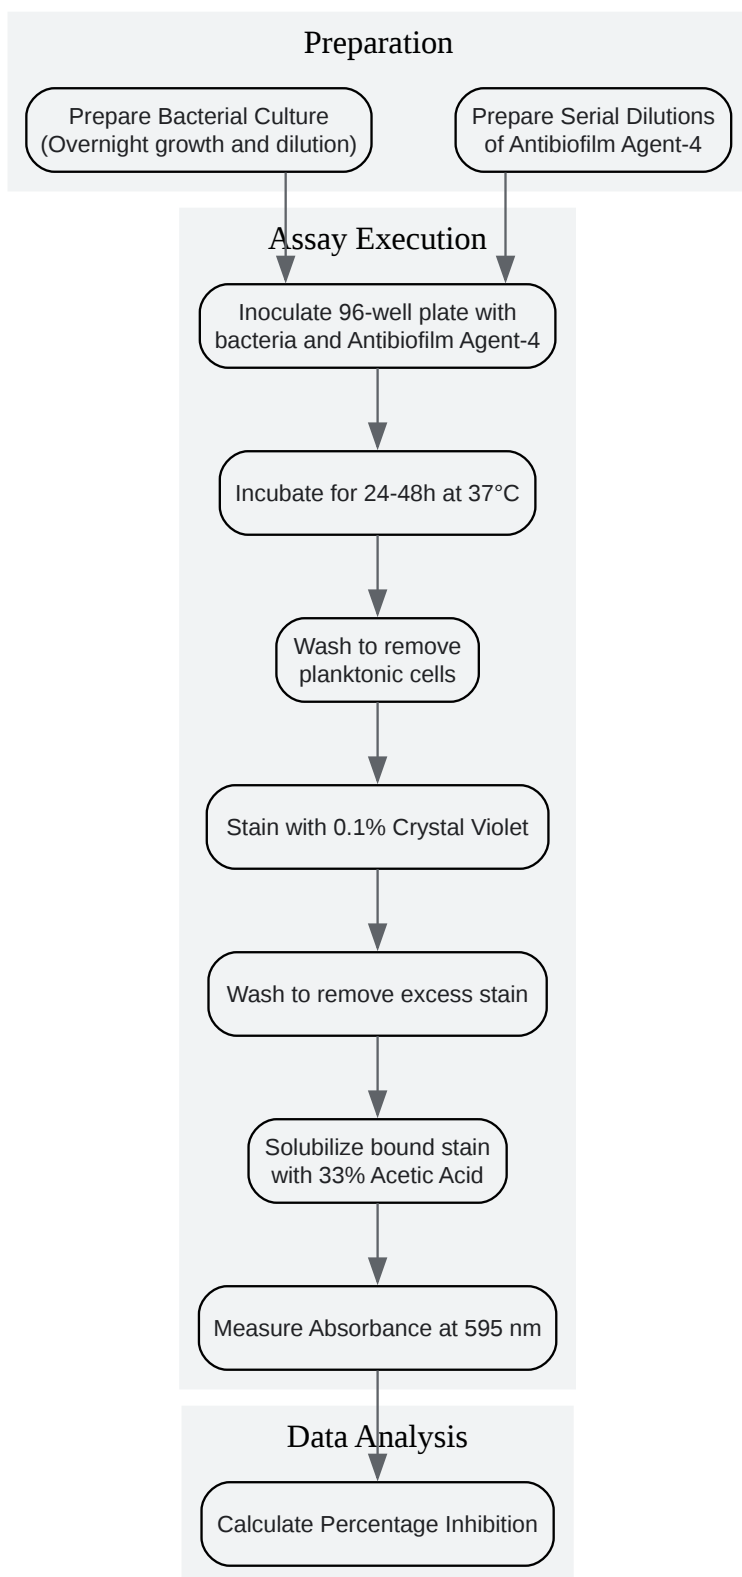 Preparation
Prepare Bacterial Culture
(Overnight growth and dilution)
Prepare Serial Dilutions
of Antibiofilm Agent-4
Assay Execution
Inoculate 96-well plate with
bacteria and Antibiofilm Agent-4
Incubate for 24-48h at 37°C
Wash to remove
planktonic cells
Stain with 0.1% Crystal Violet
Wash to remove excess stain
Solubilize bound stain
with 33% Acetic Acid
Measure Absorbance at 595 nm
Data Analysis
Calculate Percentage Inhibition